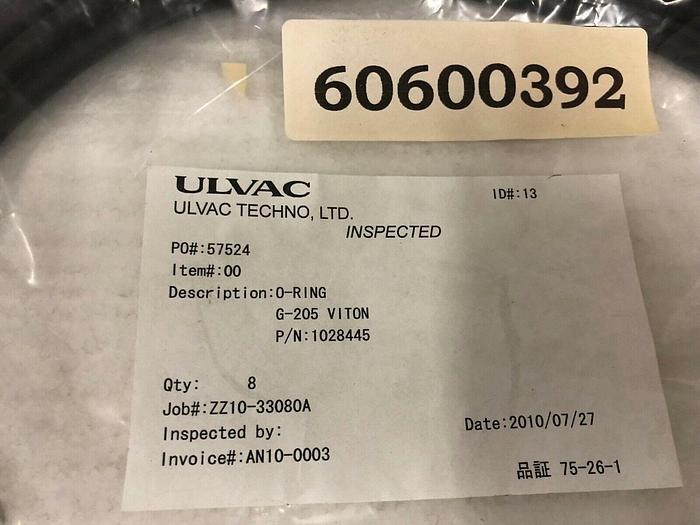 60600392
ULVAC
ID#:13
ULVAC TECHNO, LTD.
INSPECTED
PO#:57524
Item#:00
Description:O-RING
G-205 VITON
P/N:1028445
Qty: 8
Job#:ZZ10-33080A
Date:2010/07/27
Inspected by:
Invoice#:AN10-0003
品証 75-26-1